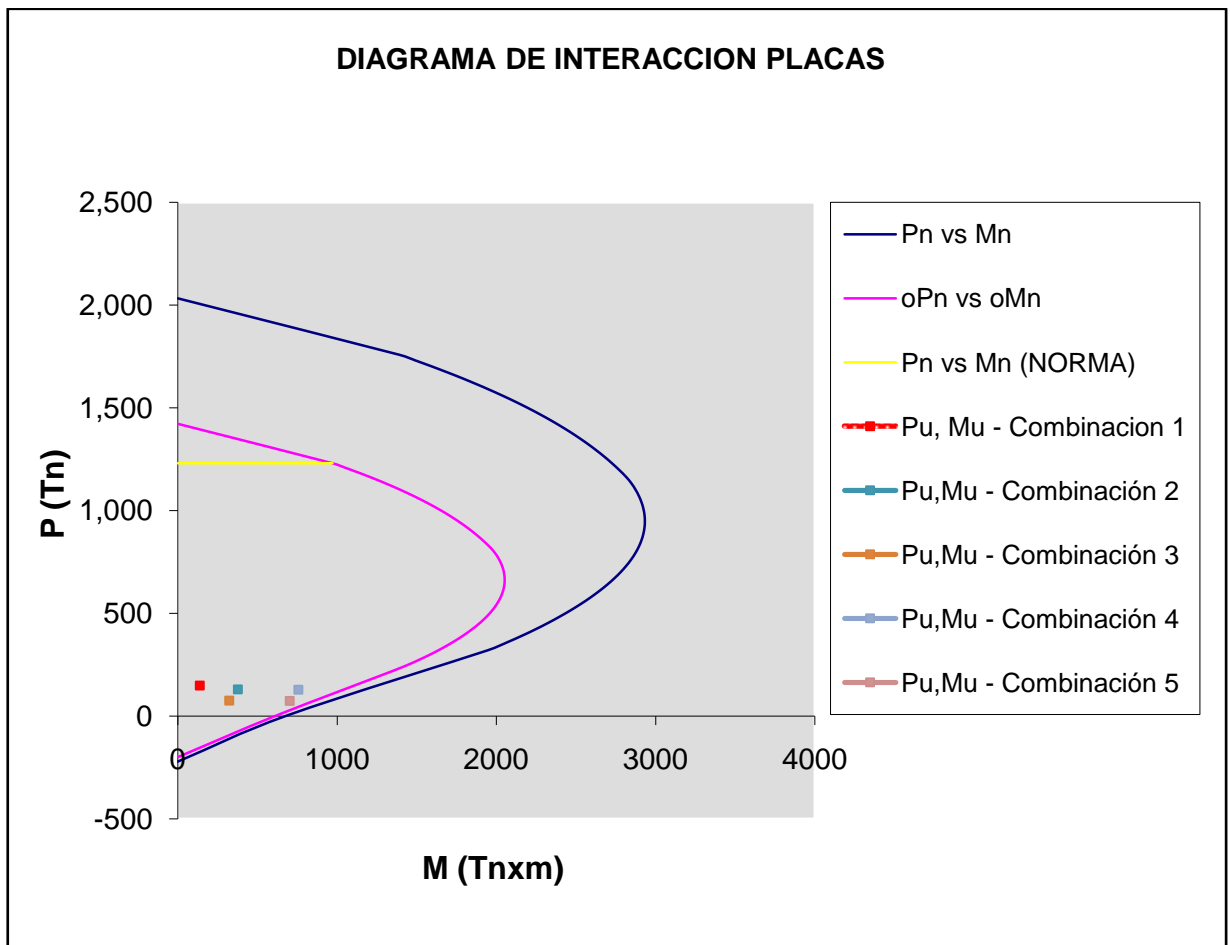 DIAGRAMA DE INTERACCION PLACAS
2,500
2,000
1,500
1,000
500
0
-500
P (Tn)
0 1000 2000 3000 4000
M (Tnxm)
Pn vs Mn
oPn vs oMn
Pn vs Mn (NORMA)
Pu, Mu - Combinacion 1
Pu,Mu - Combinación 2
Pu,Mu - Combinación 3
Pu,Mu - Combinación 4
Pu,Mu - Combinación 5